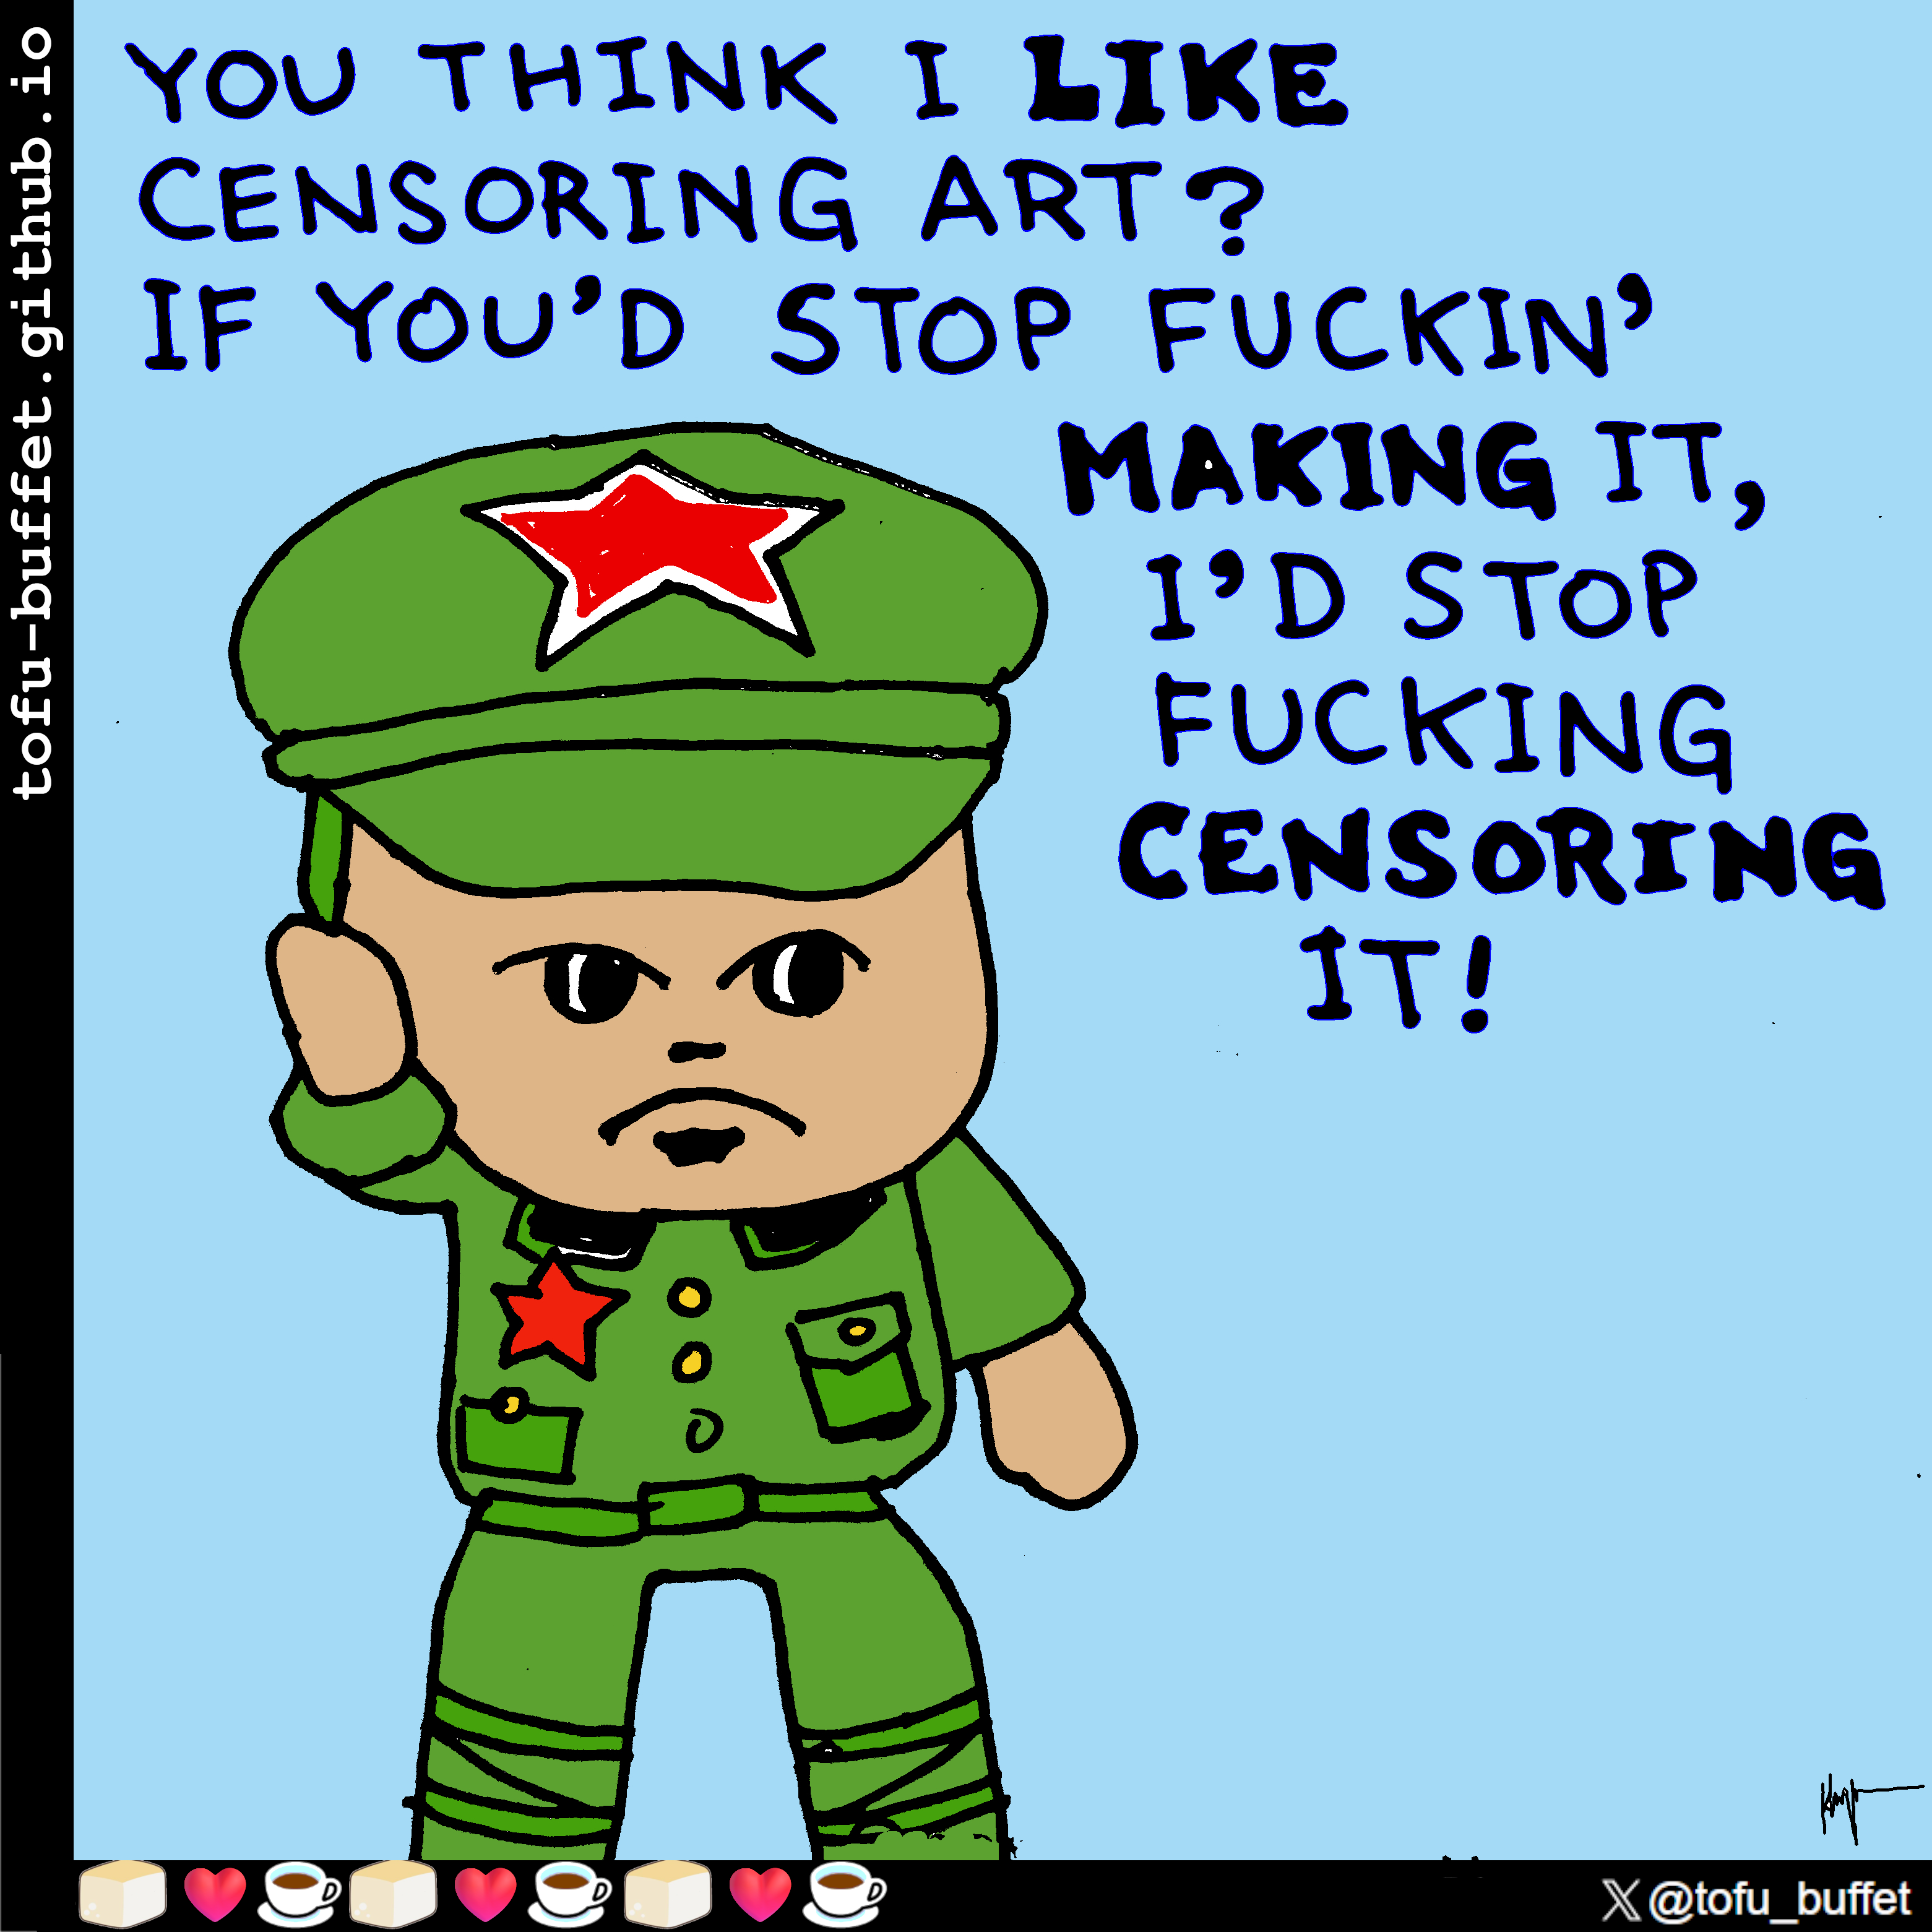 YOU THINK I LIKE
CENSORING ART?
IF YOU'D STOP FUCKIN'
MAKING IT,
I'D STOP
FUCKING
CENSORING
IT!
tofu-buffet.github.io
𝕏 @tofu_buffet